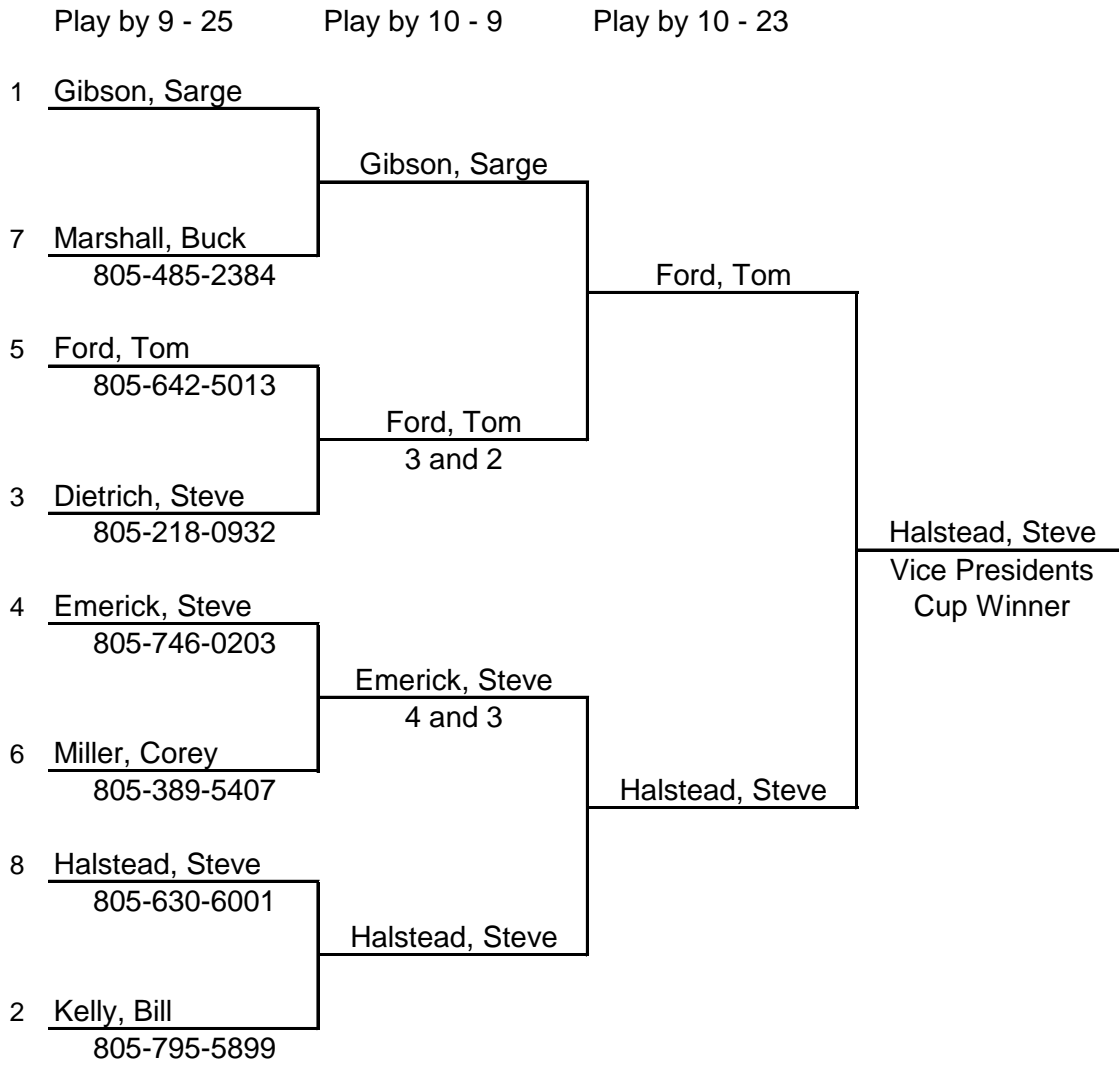 Play by 9 - 25 Play by 10 - 9 Play by 10 - 23
1 Gibson, Sarge
Gibson, Sarge
7 Marshall, Buck
805-485-2384
Ford, Tom
5 Ford, Tom
805-642-5013
Ford, Tom
3 and 2
3 Dietrich, Steve
805-218-0932
Halstead, Steve
Vice Presidents
Cup Winner
4 Emerick, Steve
805-746-0203
Emerick, Steve
4 and 3
6 Miller, Corey
805-389-5407
Halstead, Steve
8 Halstead, Steve
805-630-6001
Halstead, Steve
2 Kelly, Bill
805-795-5899